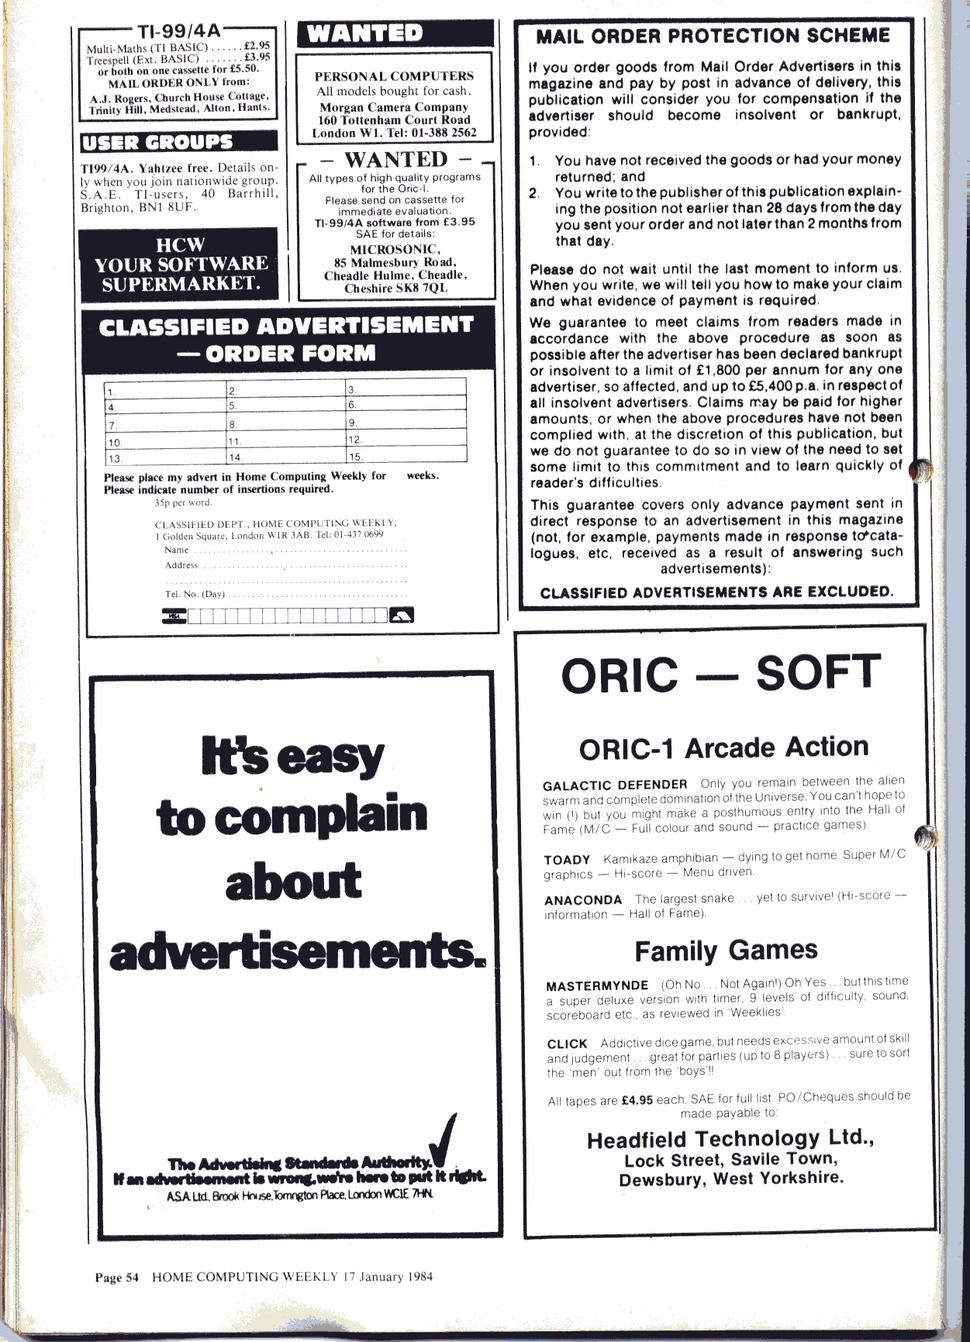 TI-99/4A
Multi-Maths (TI BASIC) ...... £2.95
Treespell (Ext. BASIC) ....... £3.95
or both on one cassette for £5.50.
MAIL ORDER ONLY from:
A.J. Rogers, Church House Cottage,
Trinity Hill, Medstead, Alton, Hants.
USER GROUPS
TI99/4A. Yahtzee free. Details on-
ly when you join nationwide group.
S.A.E. TI-users, 40 Barrhill,
Brighton, BN1 8UF.
HCW
YOUR SOFTWARE
SUPERMARKET.
WANTED
PERSONAL COMPUTERS
All models bought for cash.
Morgan Camera Company
160 Tottenham Court Road
London W1. Tel: 01-388 2562
— WANTED —
All types of high quality programs
for the Oric-I.
Please send on cassette for
immediate evaluation.
TI-99/4A software from £3.95
SAE for details:
MICROSONIC,
85 Malmesbury Road,
Cheadle Hulme, Cheadle,
Cheshire SK8 7QL
CLASSIFIED ADVERTISEMENT
— ORDER FORM
1. 2. 3.
4. 5. 6.
7. 8. 9.
10. 11. 12.
13. 14. 15.
Please place my advert in Home Computing Weekly for weeks.
Please indicate number of insertions required.
35p per word.
CLASSIFIED DEPT., HOME COMPUTING WEEKLY,
1 Golden Square, London W1R 3AB. Tel: 01-437 0699
Name ........................................
Address ........................................
........................................
Tel. No. (Day) ........................................
VISA
It's easy
to complain
about
advertisements.
The Advertising Standards Authority.
If an advertisement is wrong, we're here to put it right.
A.S.A. Ltd., Brook House, Torrington Place, London WC1E 7HN.
MAIL ORDER PROTECTION SCHEME
If you order goods from Mail Order Advertisers in this
magazine and pay by post in advance of delivery, this
publication will consider you for compensation if the
advertiser should become insolvent or bankrupt,
provided:
1. You have not received the goods or had your money
returned; and
2. You write to the publisher of this publication explain-
ing the position not earlier than 28 days from the day
you sent your order and not later than 2 months from
that day.
Please do not wait until the last moment to inform us.
When you write, we will tell you how to make your claim
and what evidence of payment is required.
We guarantee to meet claims from readers made in
accordance with the above procedure as soon as
possible after the advertiser has been declared bankrupt
or insolvent to a limit of £1,800 per annum for any one
advertiser, so affected, and up to £5,400 p.a. in respect of
all insolvent advertisers. Claims may be paid for higher
amounts, or when the above procedures have not been
complied with, at the discretion of this publication, but
we do not guarantee to do so in view of the need to set
some limit to this commitment and to learn quickly of
reader's difficulties.
This guarantee covers only advance payment sent in
direct response to an advertisement in this magazine
(not, for example, payments made in response to cata-
logues, etc, received as a result of answering such
advertisements):
CLASSIFIED ADVERTISEMENTS ARE EXCLUDED.
ORIC — SOFT
ORIC-1 Arcade Action
GALACTIC DEFENDER Only you remain between the alien
swarm and complete domination of the Universe. You can't hope to
win (!) but you might make a posthumous entry into the Hall of
Fame (M/C — Full colour and sound — practice games).
TOADY Kamikaze amphibian — dying to get home. Super M/C
graphics — Hi-score — Menu driven.
ANACONDA The largest snake ... yet to survive! (Hi-score —
information — Hall of Fame).
Family Games
MASTERMYNDE (Oh No ... Not Again!) Oh Yes ... but this time
a super deluxe version with timer, 9 levels of difficulty, sound,
scoreboard etc., as reviewed in 'Weeklies'.
CLICK Addictive dice game, but needs excessive amount of skill
and judgement ... great for parties (up to 8 players) ... sure to sort
the 'men' out from the 'boys'!!
All tapes are £4.95 each. SAE for full list. PO/Cheques should be
made payable to:
Headfield Technology Ltd.,
Lock Street, Savile Town,
Dewsbury, West Yorkshire.
Page 54 HOME COMPUTING WEEKLY 17 January 1984